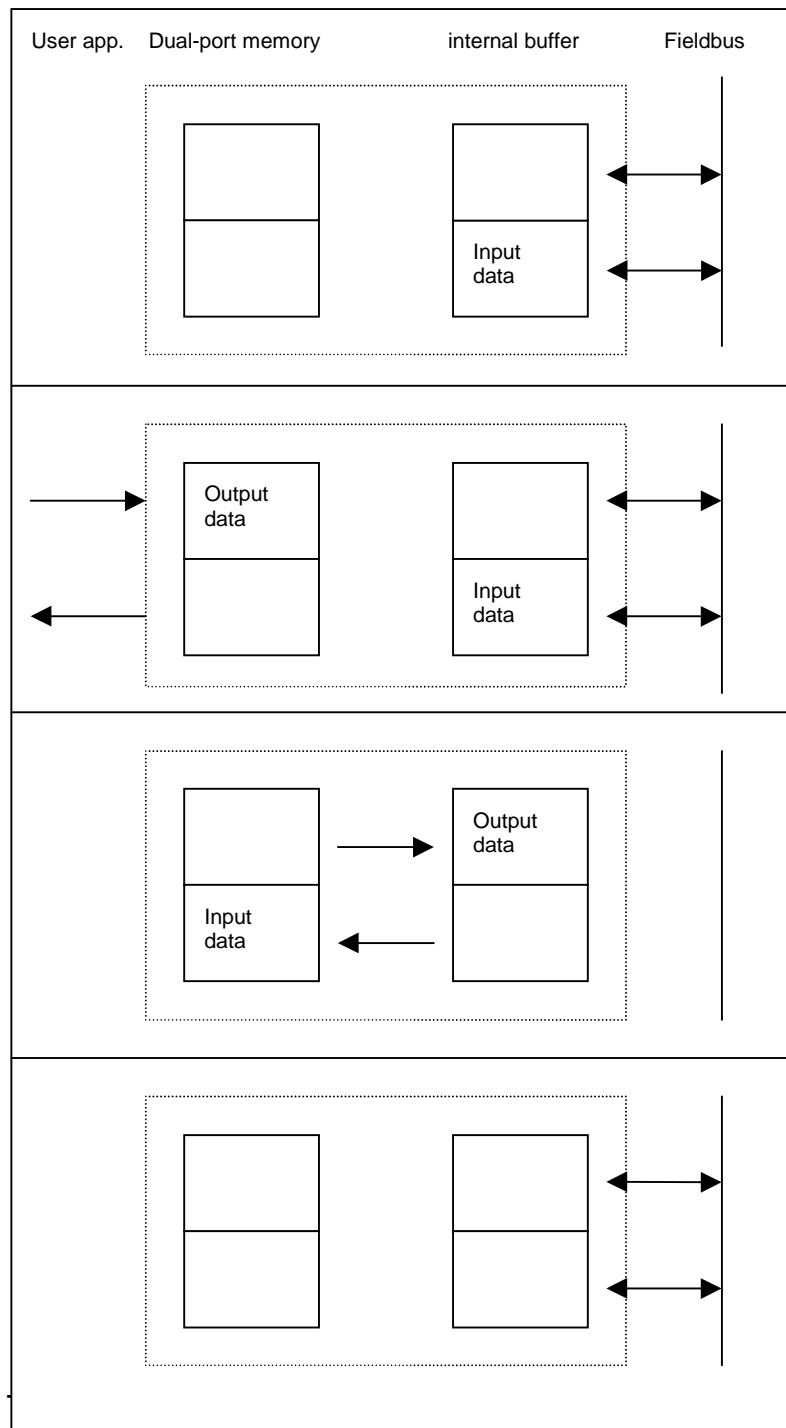 User app. Dual-port memory internal buffer Fieldbus
Input
data
Output
data
Input
data
Output
data
Input
data